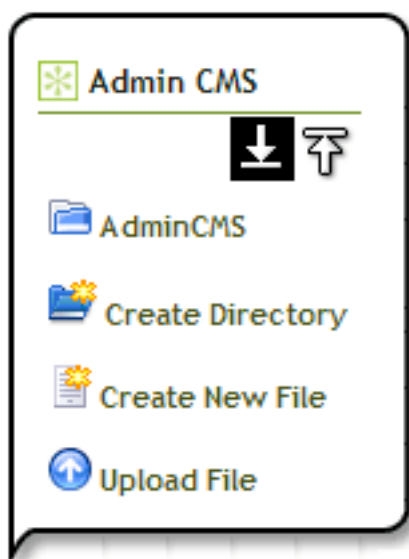 Admin CMS
AdminCMS
Create Directory
Create New File
Upload File